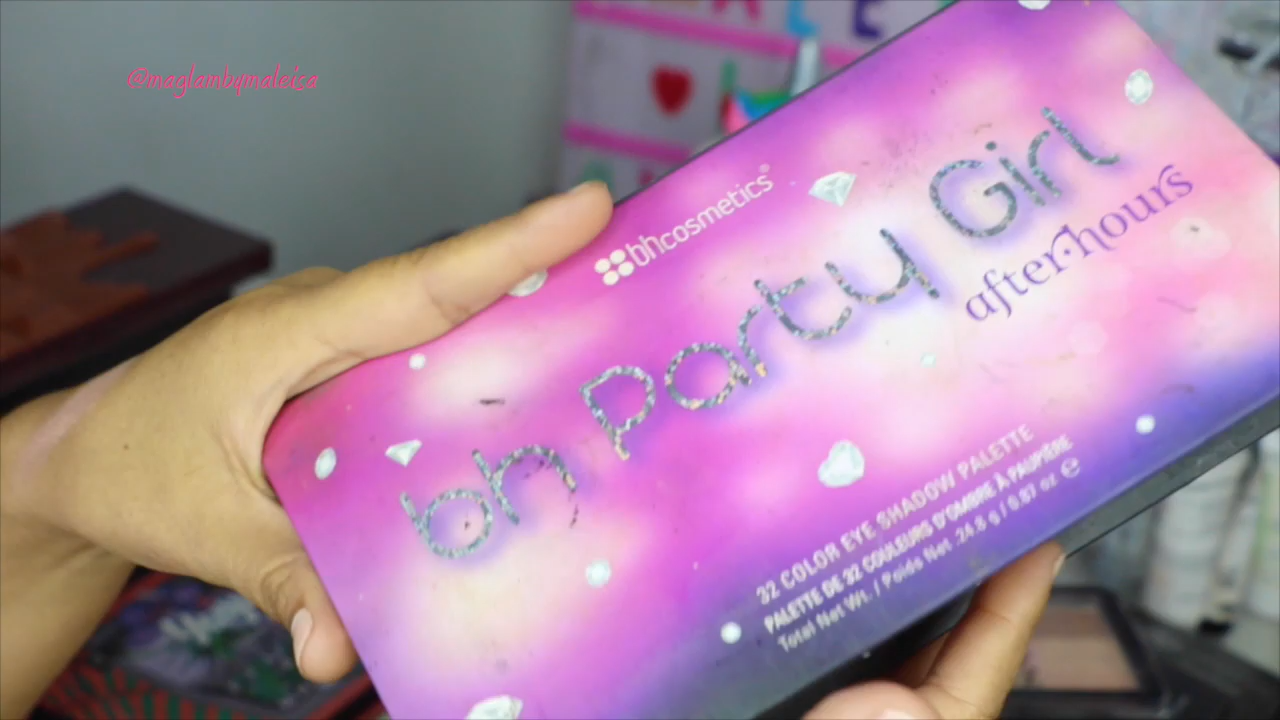 @maglambymaleisa
bhcosmetics®
bh Party Girl
after hours
32 COLOR EYE SHADOW PALETTE
PALETTE DE 32 COULEURS D'OMBRE À PAUPIÈRE
Total Net Wt. / Poids Net .24.8 g / 0.87 oz ℮